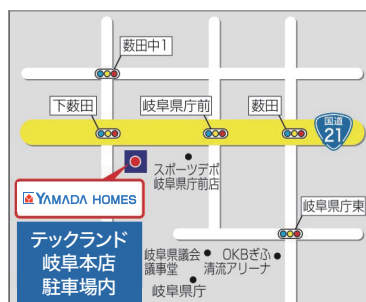 薮田中1
下薮田
岐阜県庁前
薮田
国道
21
スポーツデポ
岐阜県庁前店
YAMADA HOMES
テックランド
岐阜本店
駐車場内
岐阜県庁東
岐阜県議会
議事堂
OKBぎふ
清流アリーナ
岐阜県庁